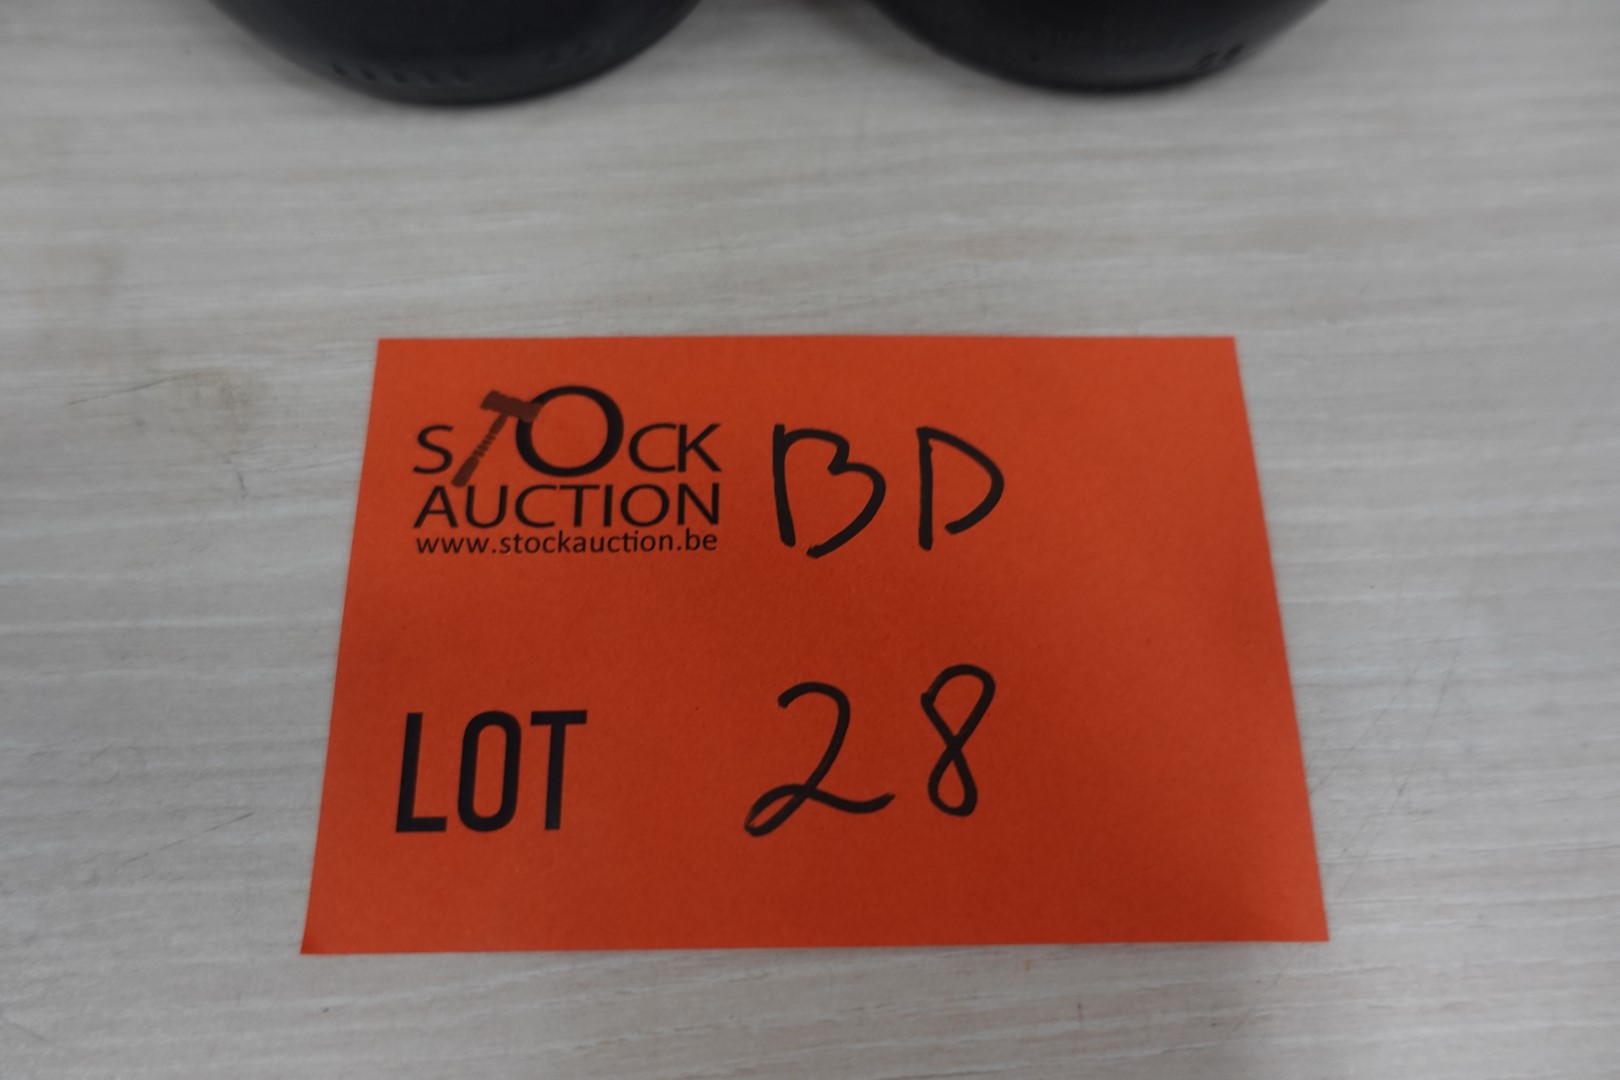 STOCK BD
AUCTION
www.stockauction.be
LOT 28